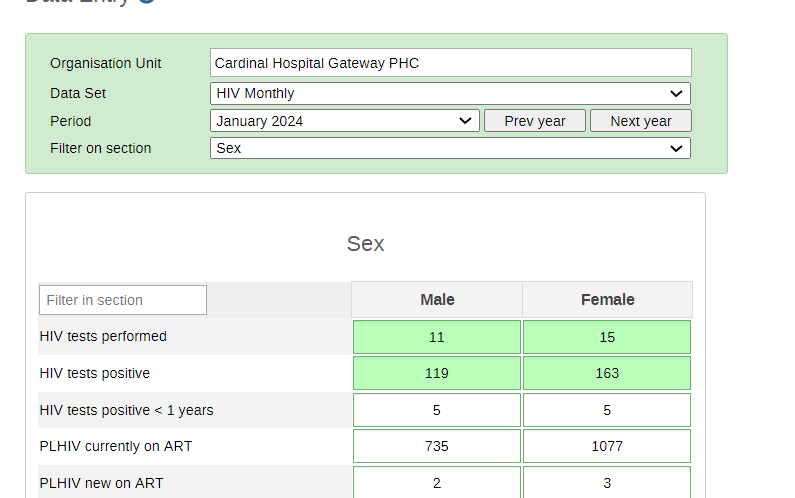 Data Entry
Organisation Unit Cardinal Hospital Gateway PHC
Data Set HIV Monthly
Period January 2024 Prev year Next year
Filter on section Sex
Sex
Filter in section Male Female
HIV tests performed 11 15
HIV tests positive 119 163
HIV tests positive < 1 years 5 5
PLHIV currently on ART 735 1077
PLHIV new on ART 2 3